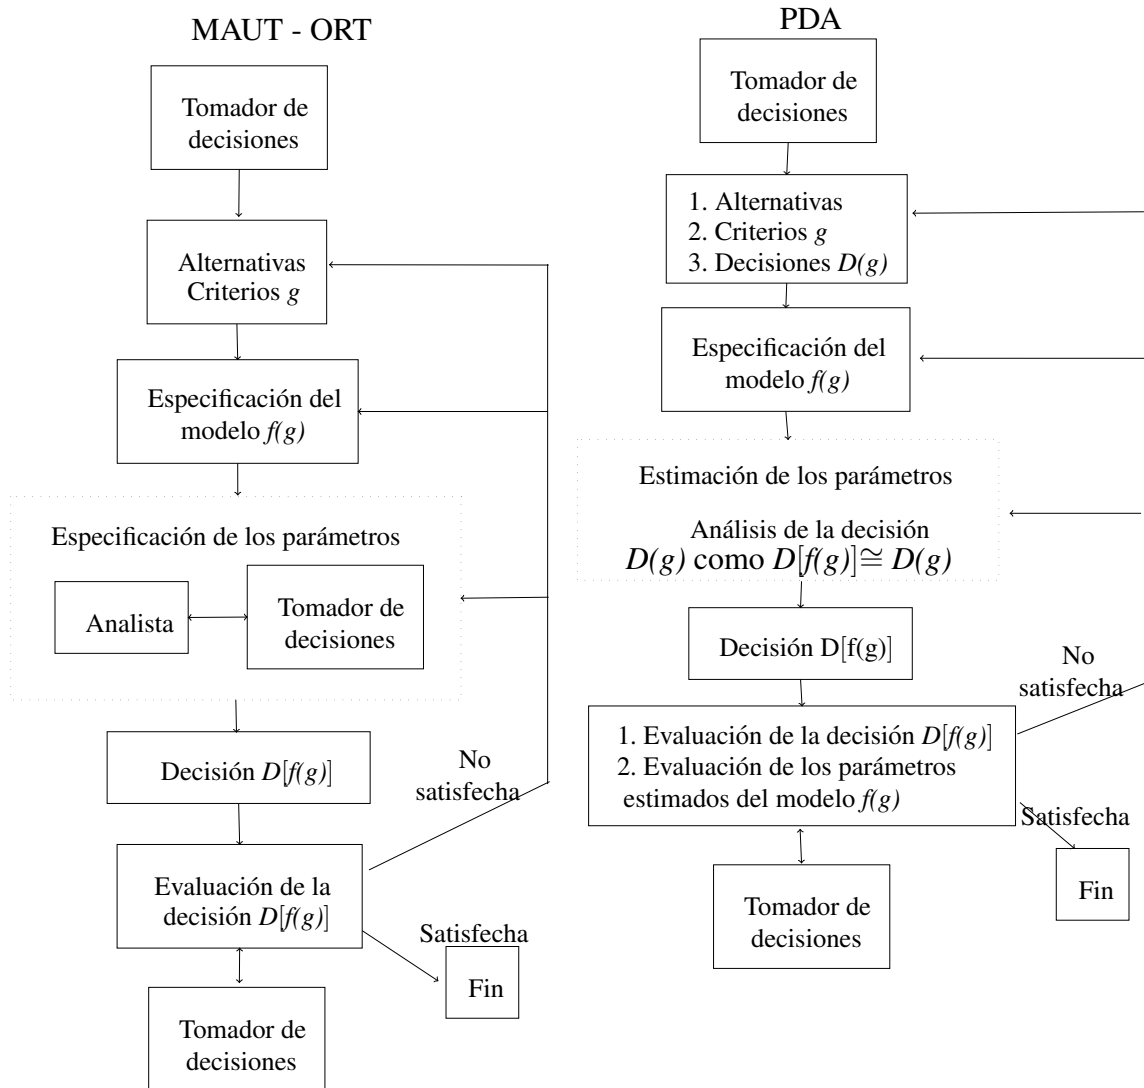 MAUT - ORT
Tomador de
decisiones
Alternativas
Criterios g
Especificación del
modelo f(g)
Especificación de los parámetros
Analista
Tomador de
decisiones
Decisión D[f(g)]
No
satisfecha
Evaluación de la
decisión D[f(g)]
Satisfecha
Fin
Tomador de
decisiones
PDA
Tomador de
decisiones
1. Alternativas
2. Criterios g
3. Decisiones D(g)
Especificación del
modelo f(g)
Estimación de los parámetros
Análisis de la decisión
D(g) como D[f(g)]≅ D(g)
Decisión D[f(g)]
No
satisfecha
1. Evaluación de la decisión D[f(g)]
2. Evaluación de los parámetros
estimados del modelo f(g)
Satisfecha
Fin
Tomador de
decisiones